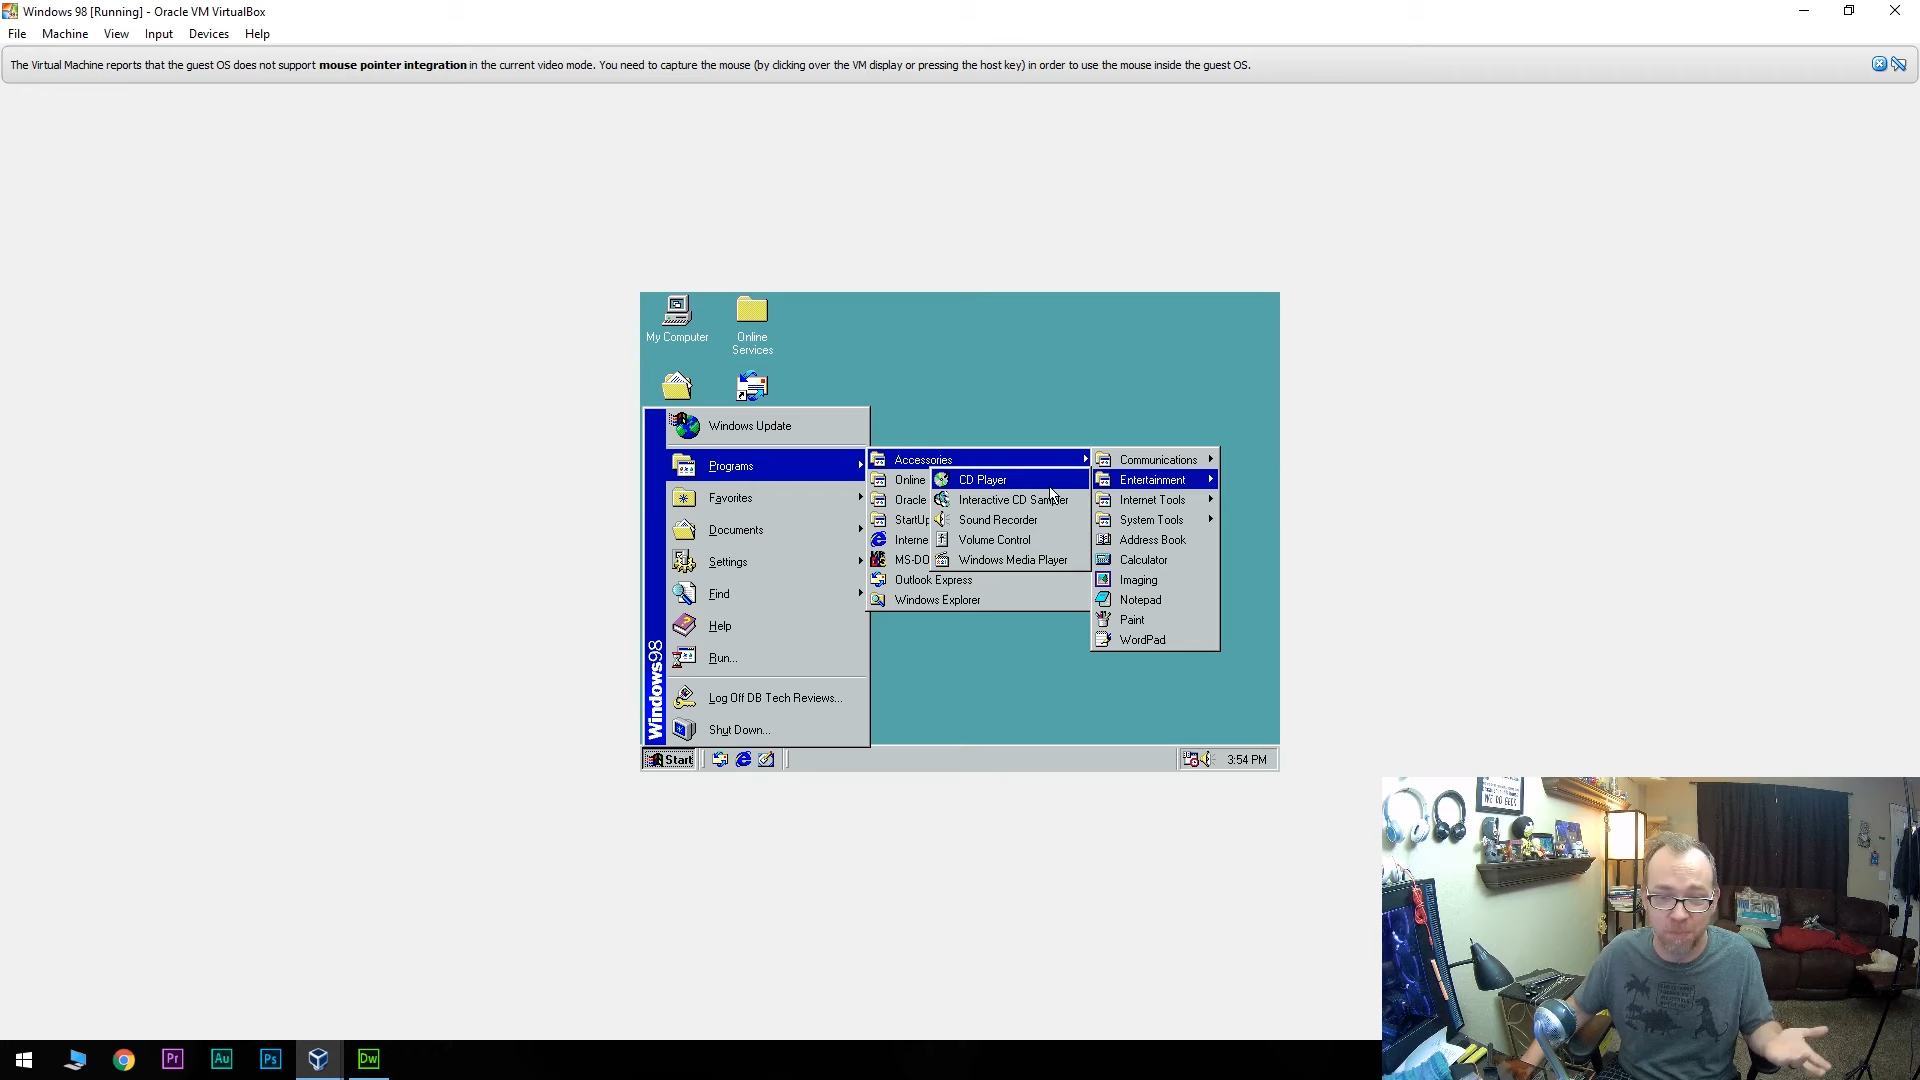 Windows 98 [Running] - Oracle VM VirtualBox
File Machine View Input Devices Help
The Virtual Machine reports that the guest OS does not support mouse pointer integration in the current video mode. You need to capture the mouse (by clicking over the VM display or pressing the host key) in order to use the mouse inside the guest OS.
My Computer
Online
Services
Windows Update
Programs
Favorites
Documents
Settings
Find
Help
Run...
Log Off DB Tech Reviews...
Shut Down...
Windows98
Accessories
Online
Oracle
StartUp
Interne
MS-DO
Outlook Express
Windows Explorer
CD Player
Interactive CD Sampler
Sound Recorder
Volume Control
Windows Media Player
Communications
Entertainment
Internet Tools
System Tools
Address Book
Calculator
Imaging
Notepad
Paint
WordPad
Start
3:54 PM
WE DO GEEK
Pr Au Ps Dw